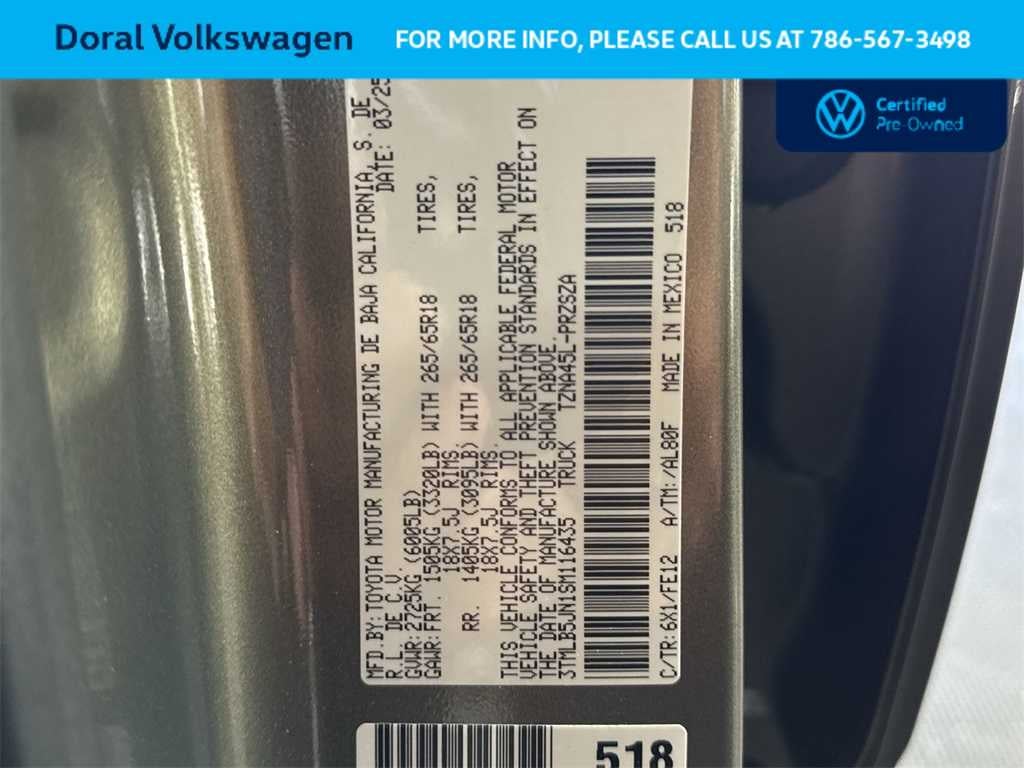 Doral Volkswagen
FOR MORE INFO, PLEASE CALL US AT 786-567-3498
Certified
Pre-Owned
MFD.BY:TOYOTA MOTOR MANUFACTURING DE BAJA CALIFORNIA, S. DE
R.L. DE C.V. DATE: 03/25
GVWR:2725KG (6005LB)
GAWR:FRT. 1505KG (3320LB) WITH 265/65R18 TIRES,
18X7.5J RIMS,
RR. 1405KG (3095LB) WITH 265/65R18 TIRES,
18X7.5J RIMS.
THIS VEHICLE CONFORMS TO ALL APPLICABLE FEDERAL MOTOR
VEHICLE SAFETY AND THEFT PREVENTION STANDARDS IN EFFECT ON
THE DATE OF MANUFACTURE SHOWN ABOVE.
3TMLB5JN1SM116435 TRUCK TZNA45L-PRZSZA
C/TR:6X1/FE12 A/TM:/AL80F MADE IN MEXICO 518
518